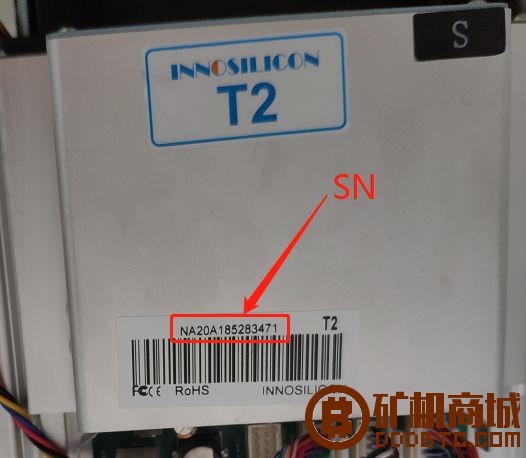 S
INNOSILICON
T2
SN
NA20A185283471
T2
FC CE RoHS
INNOSILICON
矿机商城